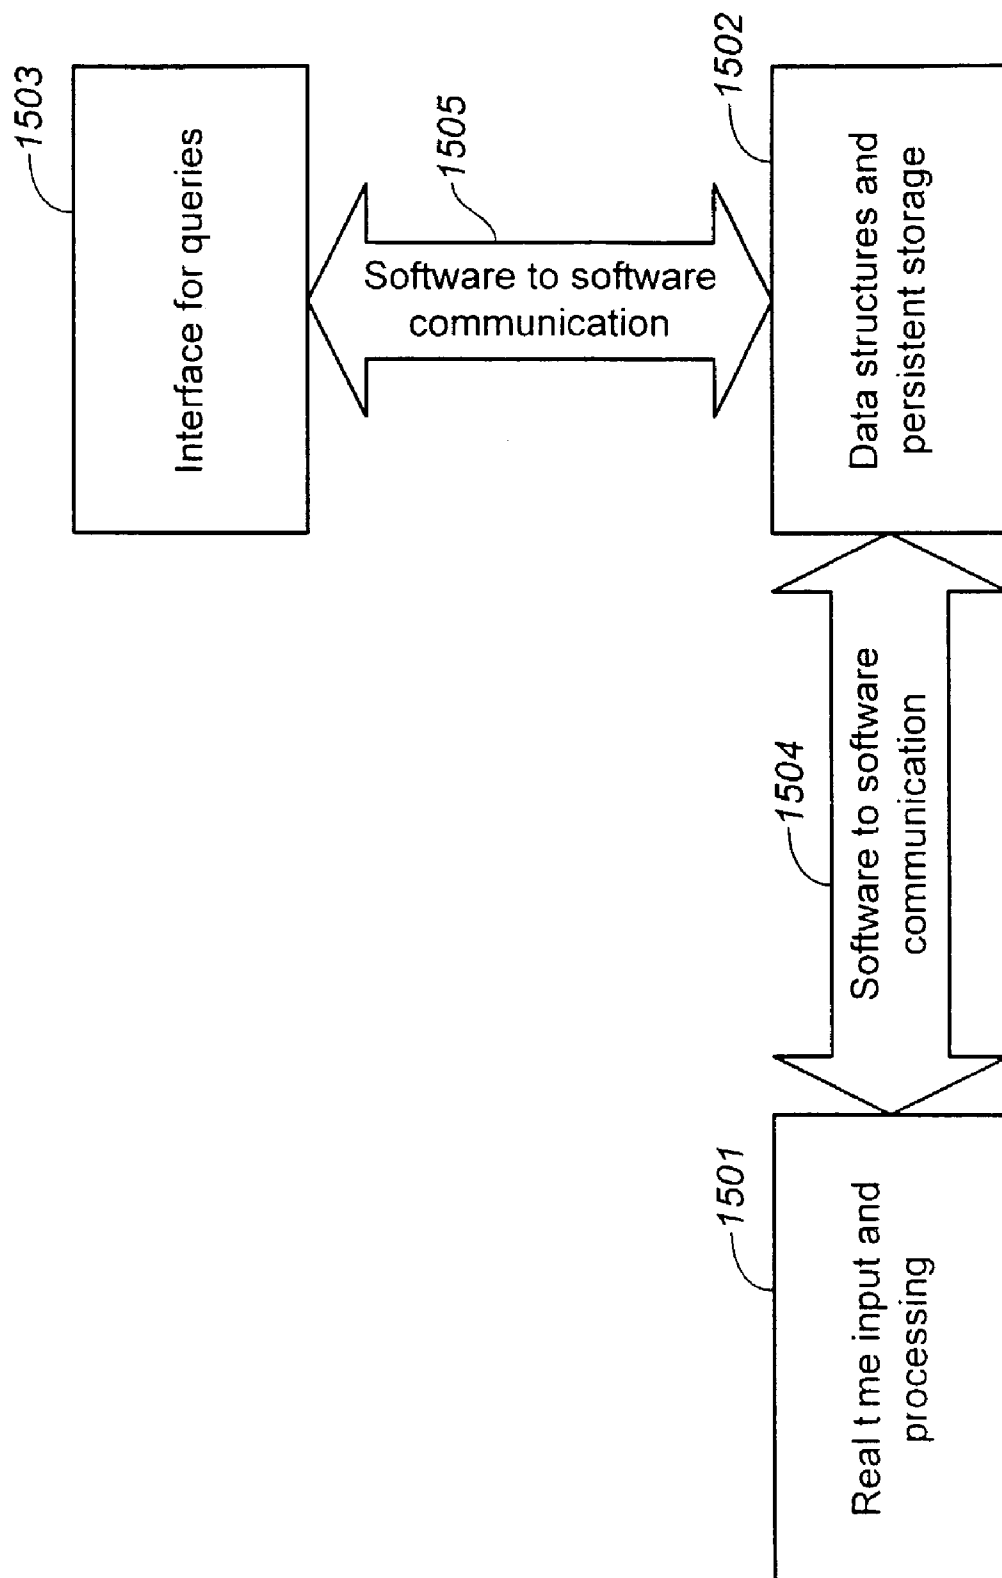 1503
Interface for queries
1505
Software to software
communication
1502
Data structures and
persistent storage
1504
Software to software
communication
1501
Real t me input and
processing